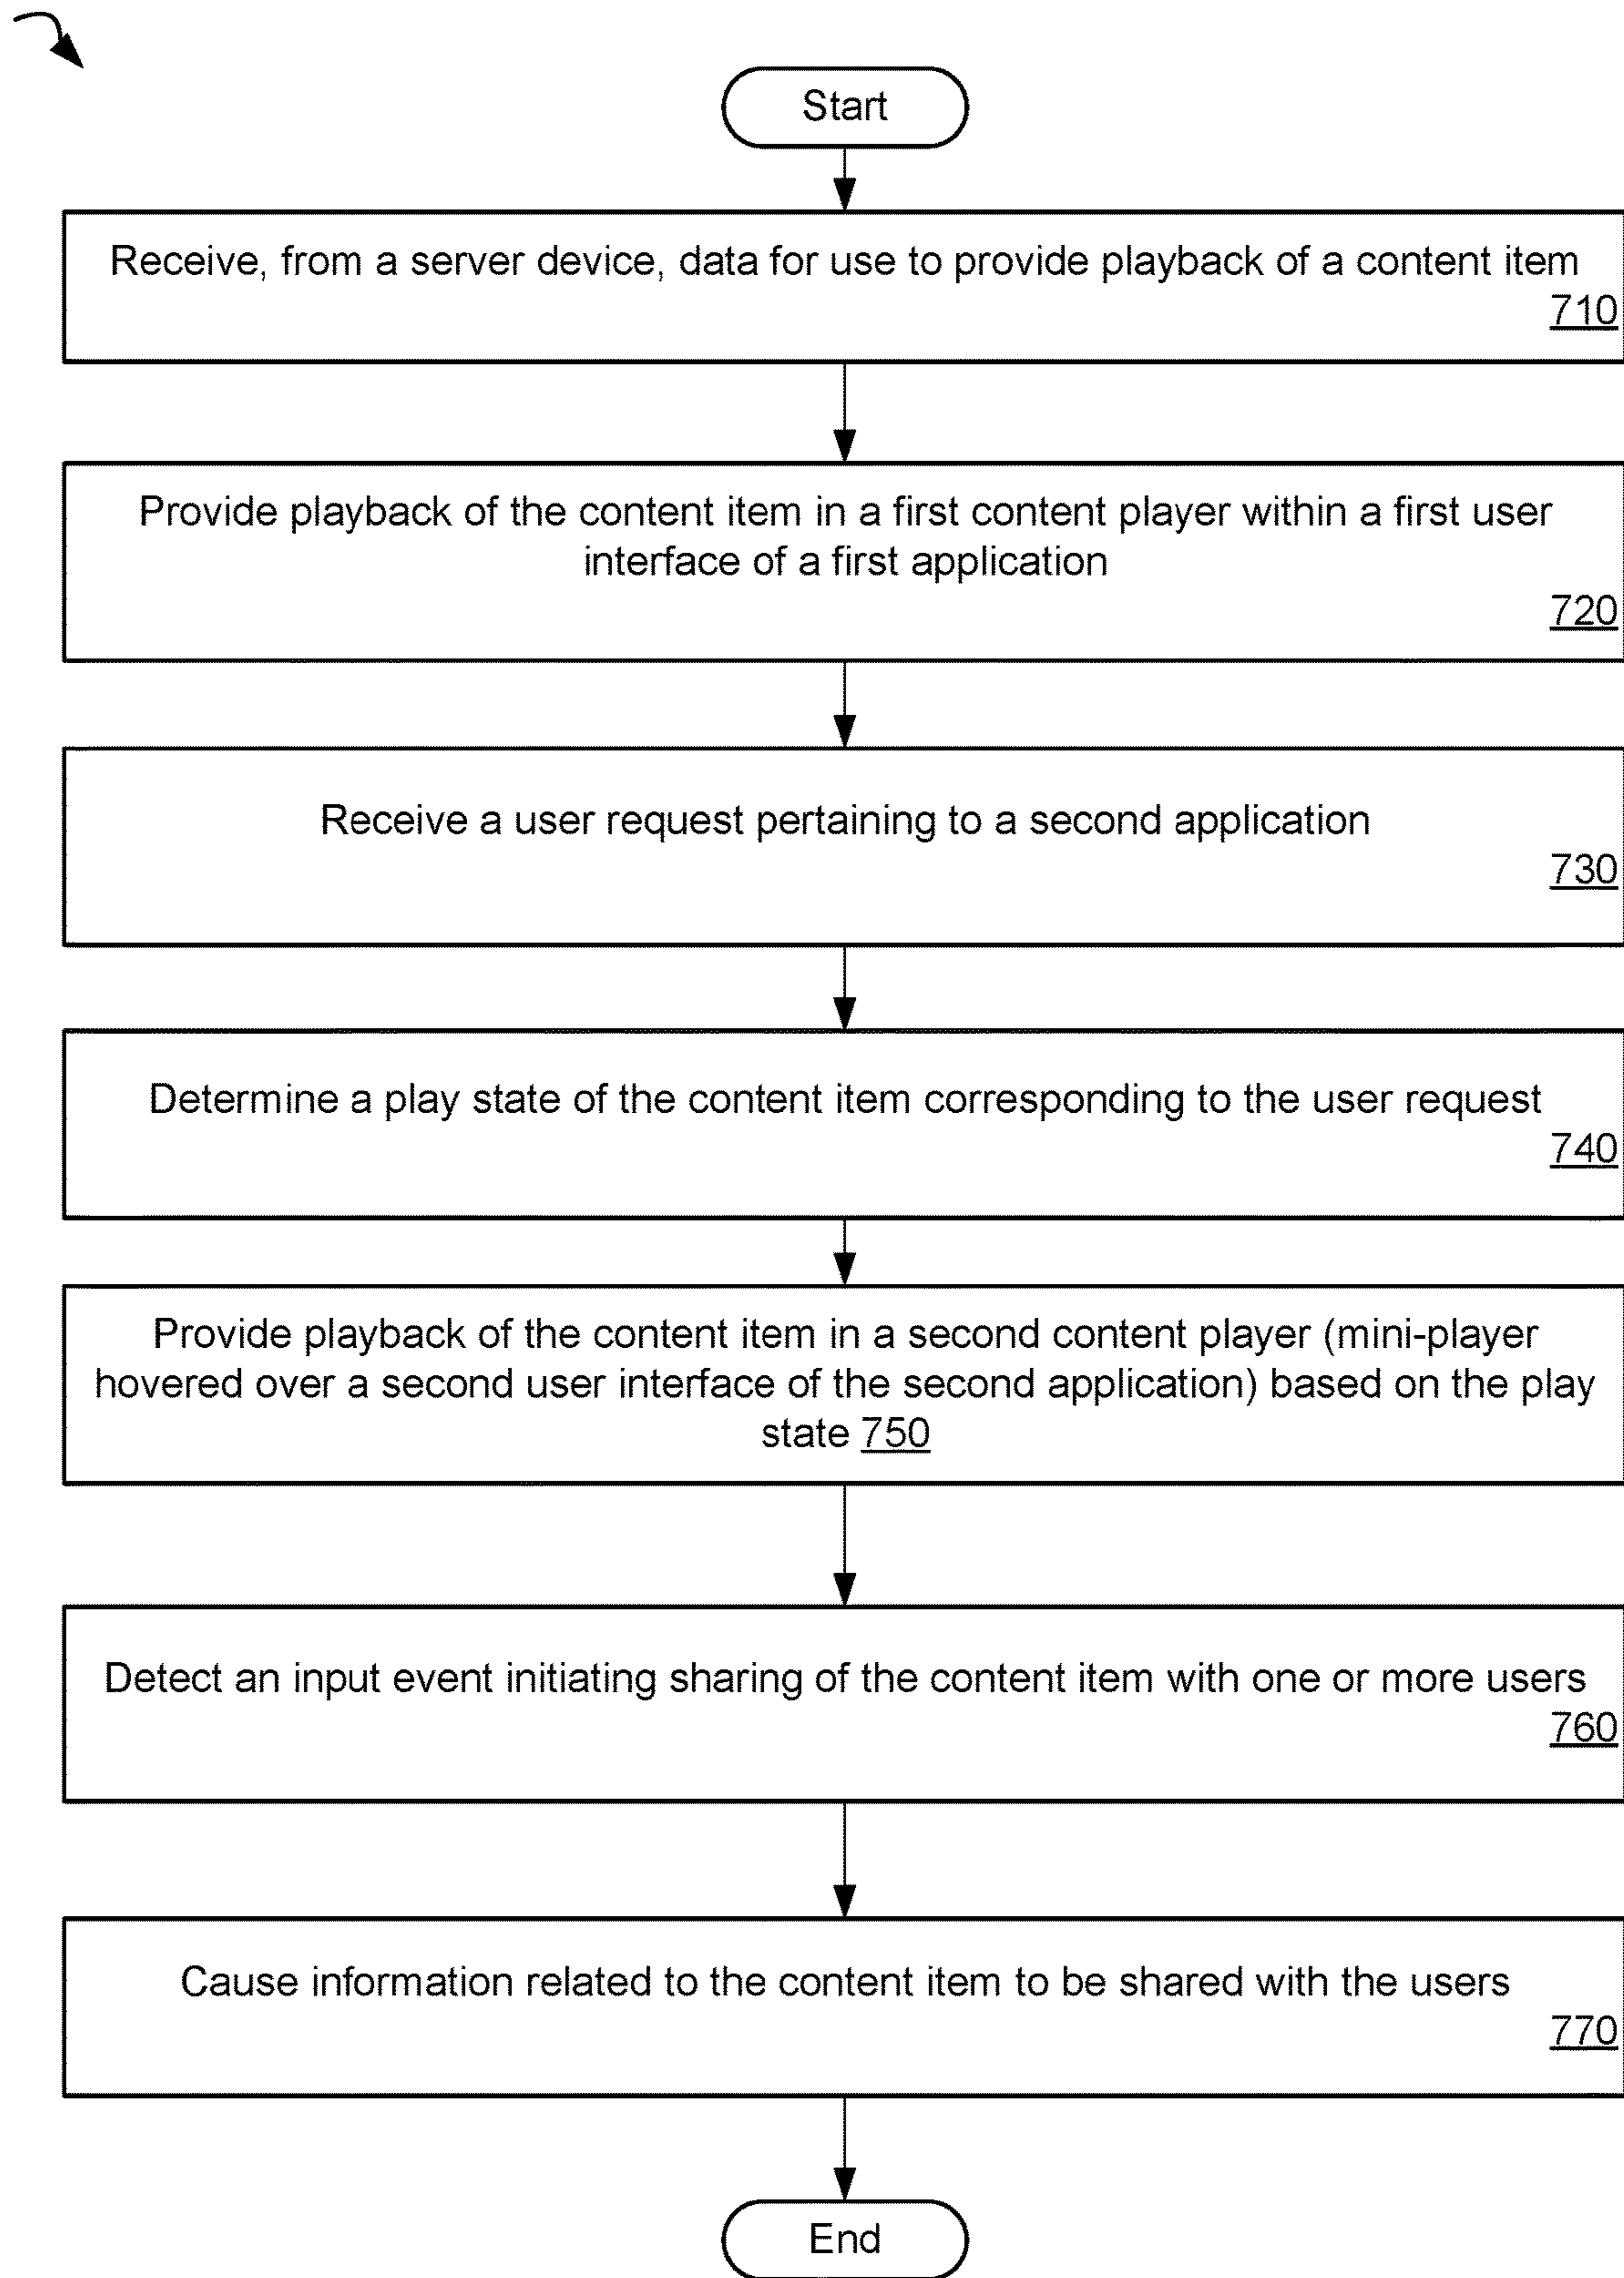 Start
Receive, from a server device, data for use to provide playback of a content item
710
Provide playback of the content item in a first content player within a first user
interface of a first application
720
Receive a user request pertaining to a second application
730
Determine a play state of the content item corresponding to the user request
740
Provide playback of the content item in a second content player (mini-player
hovered over a second user interface of the second application) based on the play
state 750
Detect an input event initiating sharing of the content item with one or more users
760
Cause information related to the content item to be shared with the users
770
End